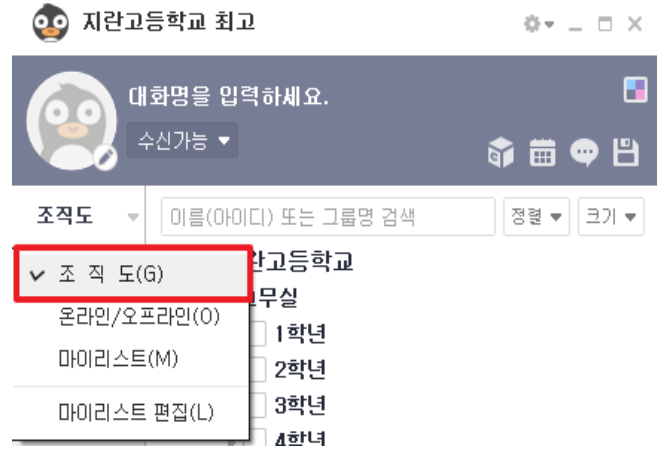 지란고등학교 최고
대화명을 입력하세요.
수신가능
조직도 이름(아이디) 또는 그룹명 검색 정렬 크기
조 직 도(G)
란고등학교
온라인/오프라인(O)
무실
1학년
마이리스트(M)
2학년
마이리스트 편집(L)
3학년
4학년